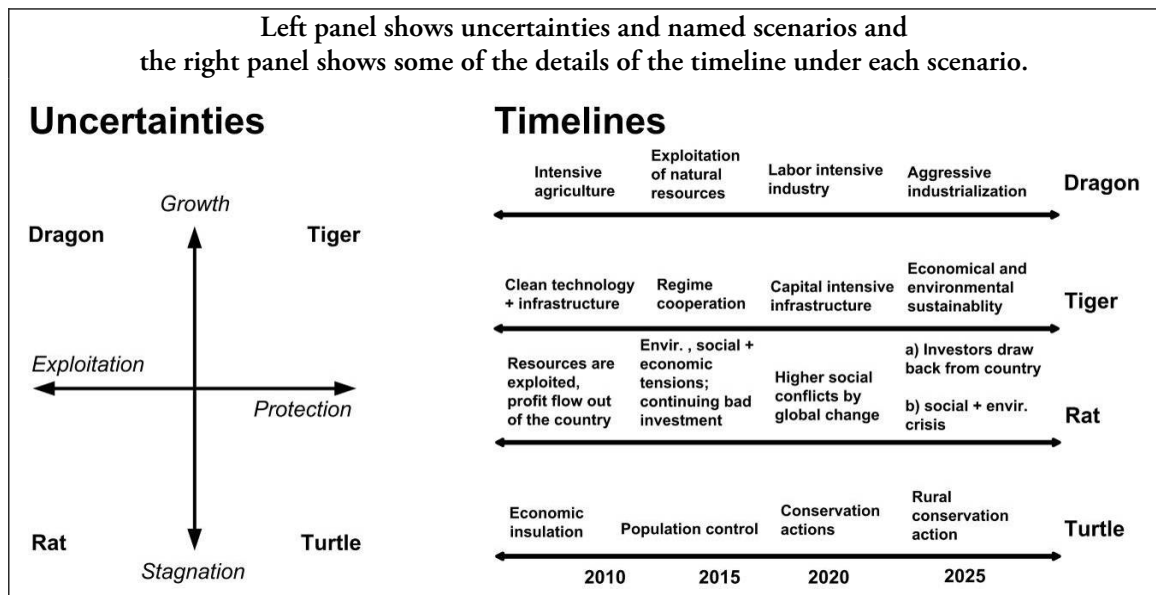 Left panel shows uncertainties and named scenarios and
the right panel shows some of the details of the timeline under each scenario.
Uncertainties
Growth
Dragon
Tiger
Exploitation
Protection
Rat
Turtle
Stagnation
Timelines
Intensive
agriculture
Exploitation
of natural
resources
Labor intensive
industry
Aggressive
industrialization
Dragon
Clean technology
+ infrastructure
Regime
cooperation
Capital intensive
infrastructure
Economical and
environmental
sustainablity
Tiger
Resources are
exploited,
profit flow out
of the country
Envir. , social +
economic
tensions;
continuing bad
investment
Higher social
conflicts by
global change
a) Investors draw
back from country
b) social + envir.
crisis
Rat
Economic
insulation
Population control
Conservation
actions
Rural
conservation
action
Turtle
2010
2015
2020
2025